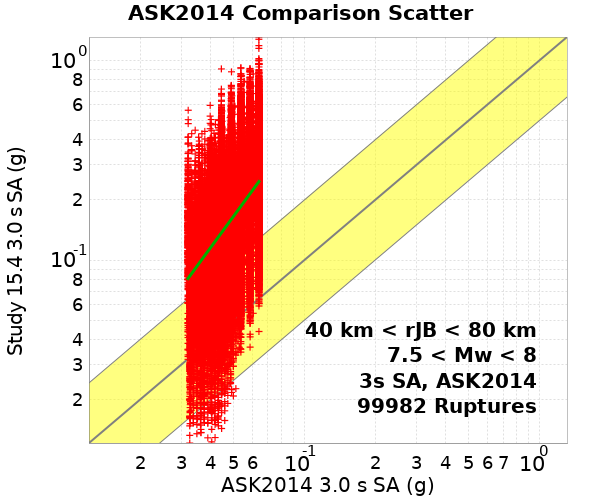 ASK2014 Comparison Scatter
Study 15.4 3.0 s SA (g)
10^0
8
6
4
3
2
10^-1
8
6
4
3
2
40 km < rJB < 80 km
7.5 < Mw < 8
3s SA, ASK2014
99982 Ruptures
2 3 4 5 6 10^-1 2 3 4 5 6 7 10^0
ASK2014 3.0 s SA (g)